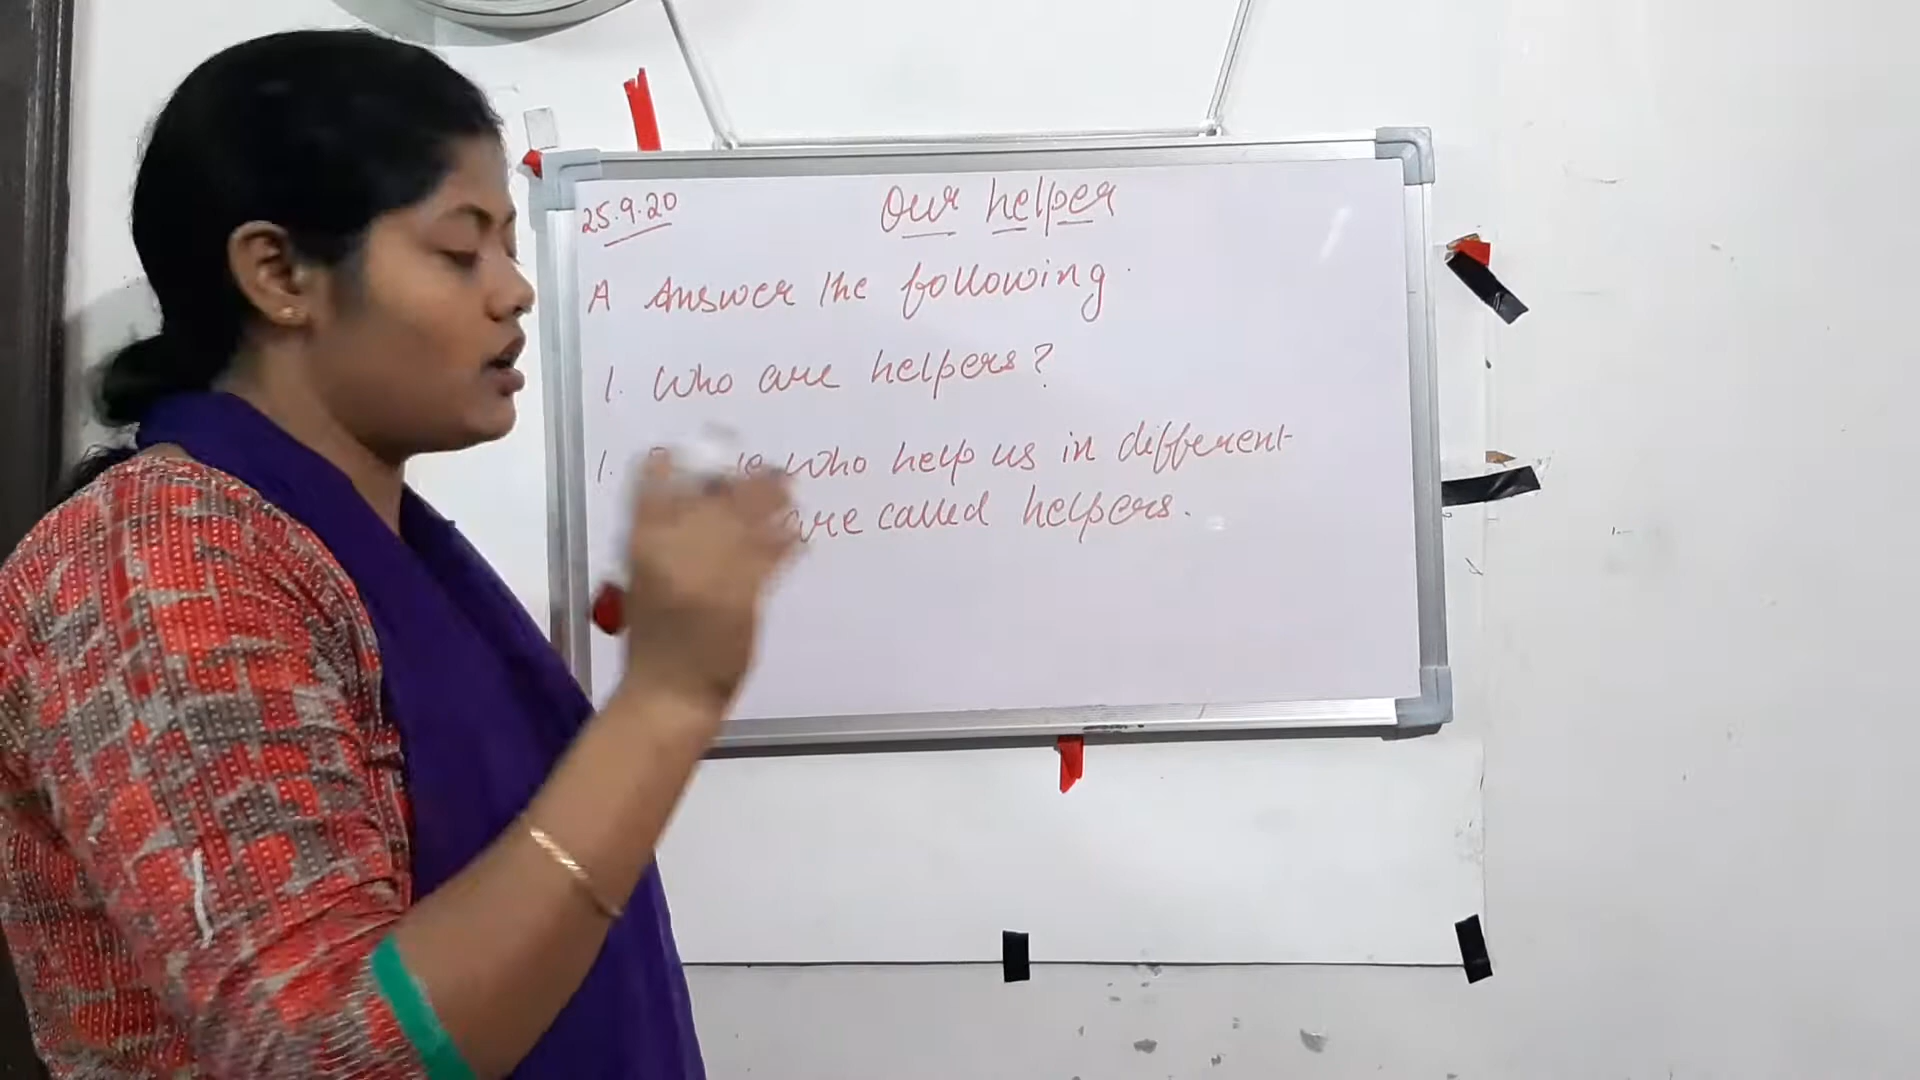 25.9.20
Our helper
A Answer the following.
1. Who are helpers?
1. who help us in different
are called helpers.